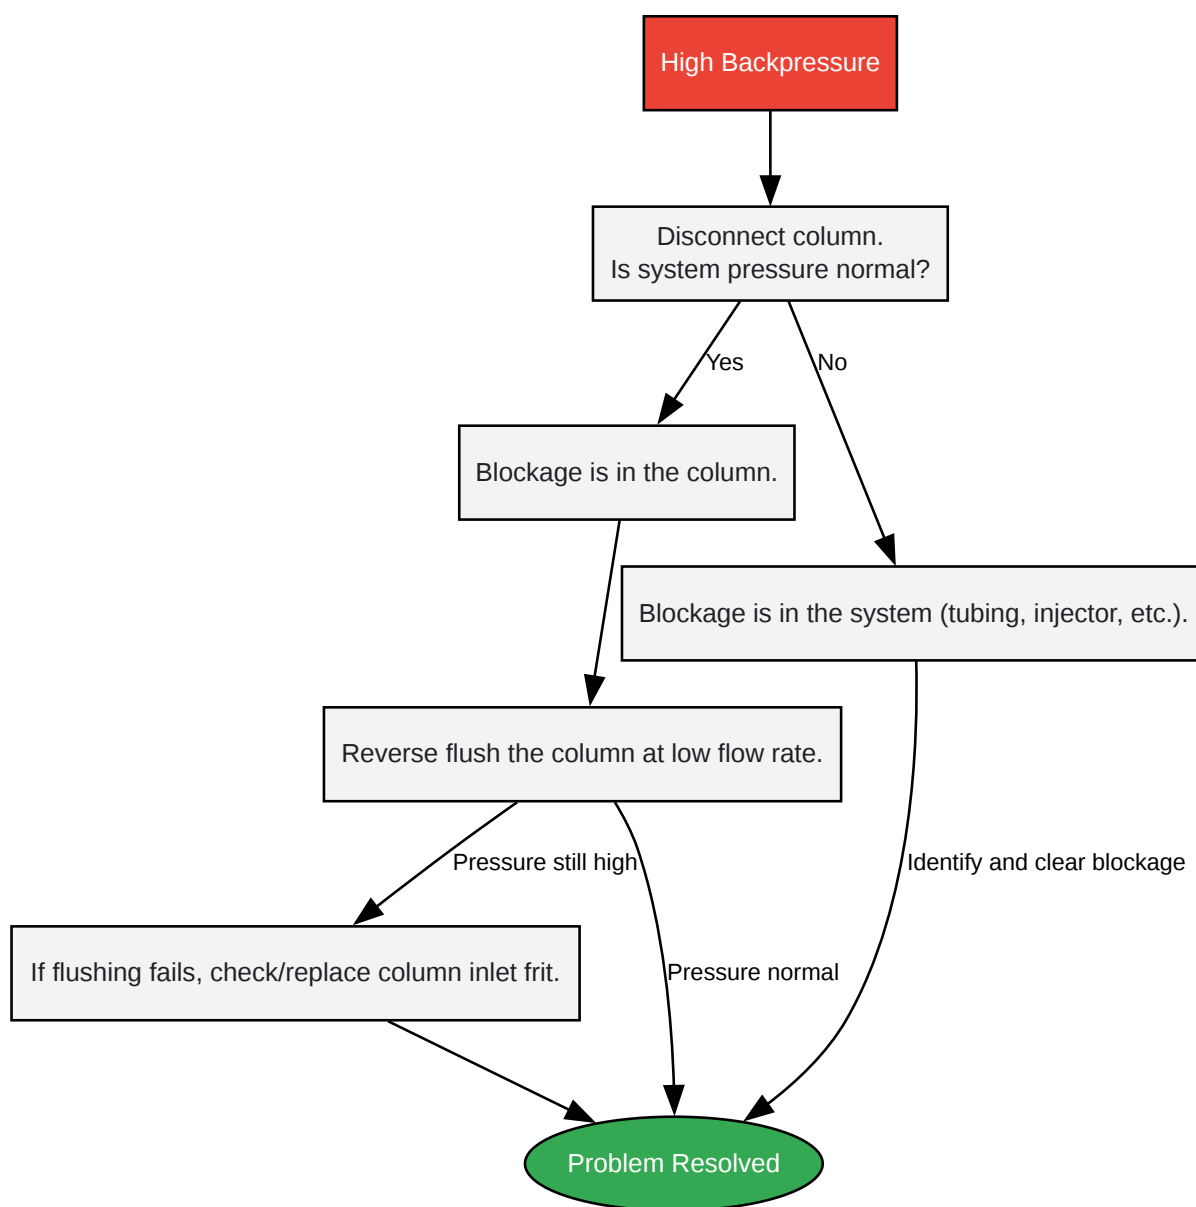 High Backpressure
Disconnect column.
Is system pressure normal?
Yes
No
Blockage is in the column.
Blockage is in the system (tubing, injector, etc.).
Reverse flush the column at low flow rate.
Pressure still high
Identify and clear blockage
If flushing fails, check/replace column inlet frit.
Pressure normal
Problem Resolved